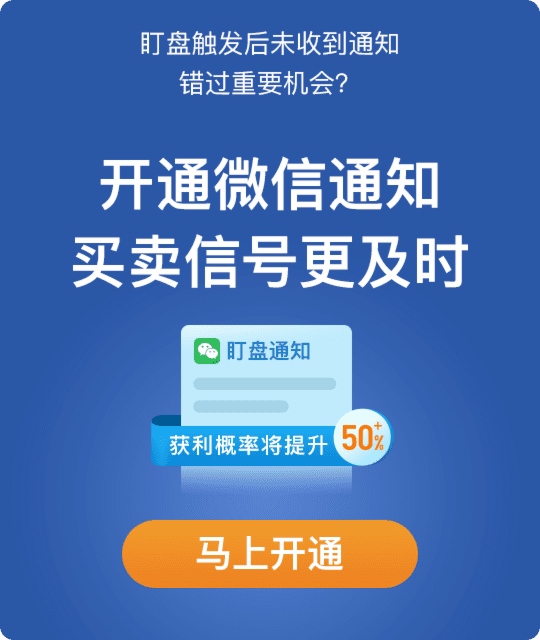 盯盘触发后未收到通知
错过重要机会?
开通微信通知
买卖信号更及时
盯盘通知
获利概率将提升 50+%
马上开通